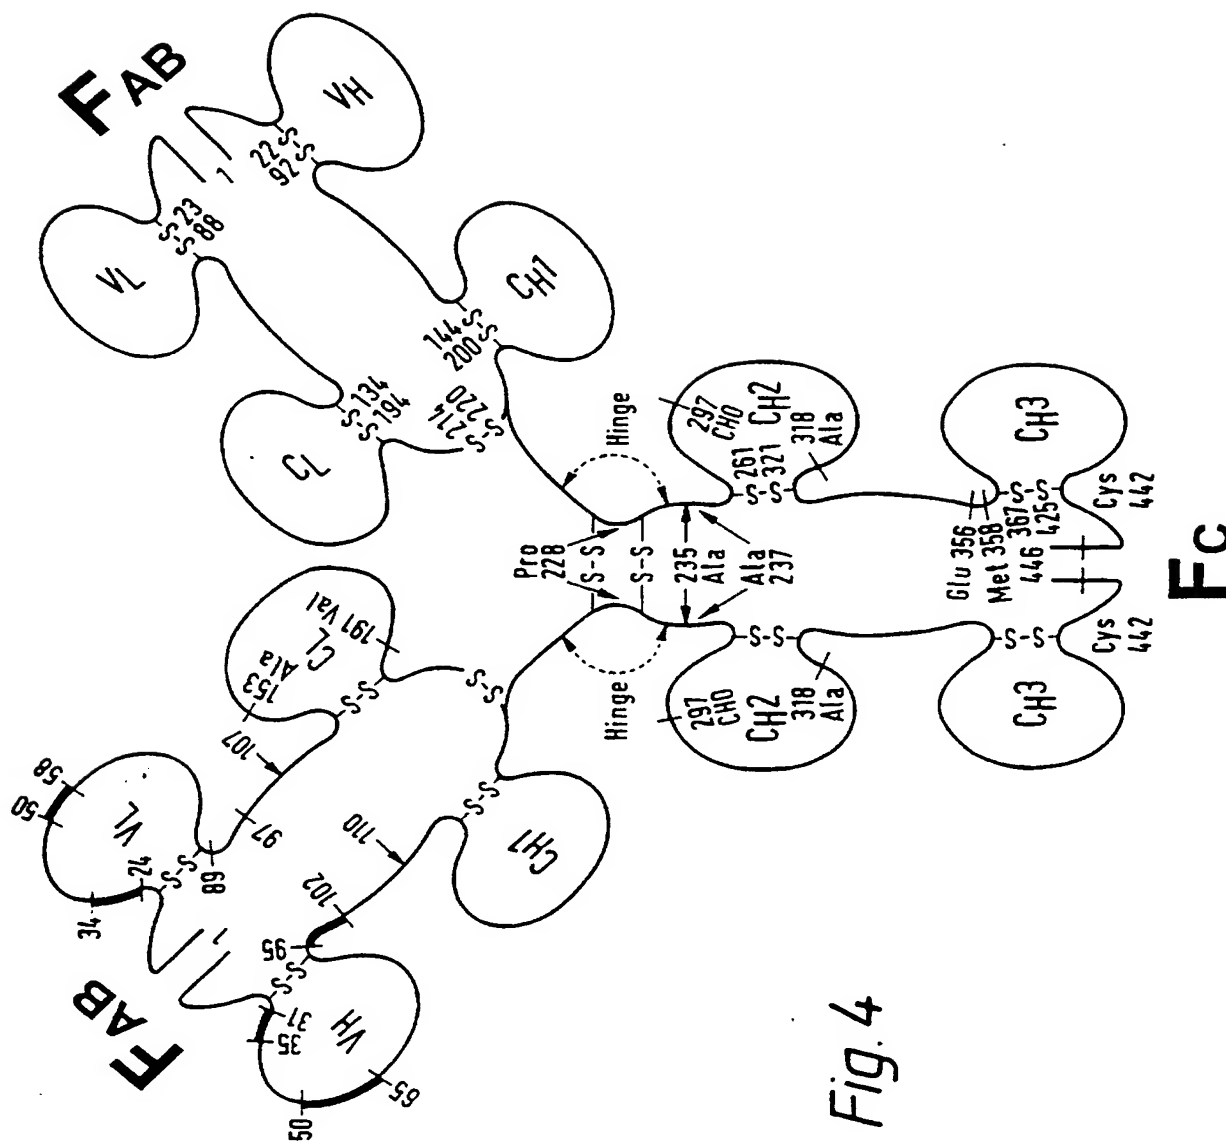 FAB
VL
S-S 23
88
1
VH
22 S
92 S
CL
S 134
S 194
S 214
S 220
CH1
144 S
200 S
FAB
VL
50
58
34
24
S-S
89
97
107
1
VH
31
35
50
65
S-S
95
102
110
CL
153
Ala
191 Val
S-S
S-S
CH1
S-S
Hinge
Hinge
Pro
228
S-S
S-S
235
Ala
Ala
237
297
CHO
CH2
318
Ala
S-S
297
CHO
CH2
318
Ala
261
321
S-S
Glu 356
Met 358
367
425
S-S
446
CH3
S-S
CH3
Cys
442
Cys
442
Fc
Fig. 4